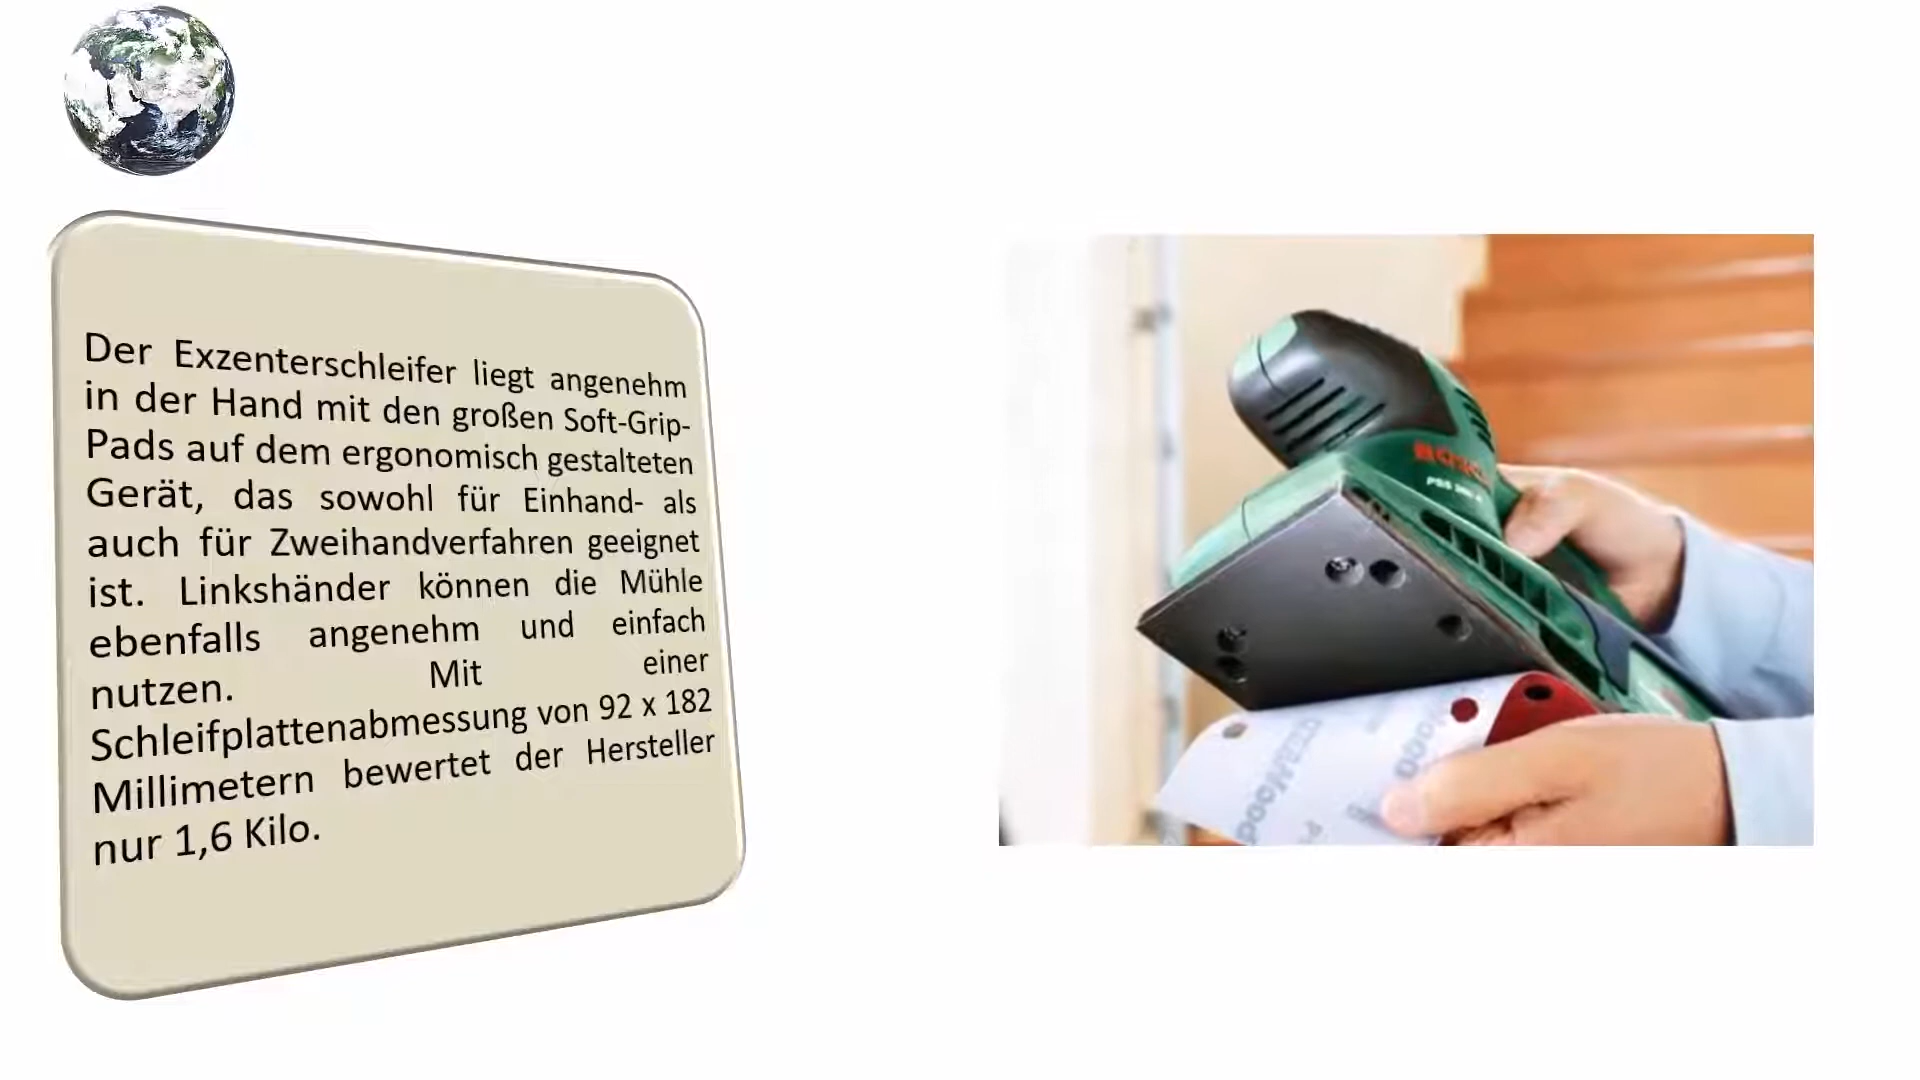 Der Exzenterschleifer liegt angenehm
in der Hand mit den großen Soft-Grip-
Pads auf dem ergonomisch gestalteten
Gerät, das sowohl für Einhand- als
auch für Zweihandverfahren geeignet
ist. Linkshänder können die Mühle
ebenfalls angenehm und einfach
nutzen. Mit einer
Schleifplattenabmessung von 92 x 182
Millimetern bewertet der Hersteller
nur 1,6 Kilo.
BOSCH